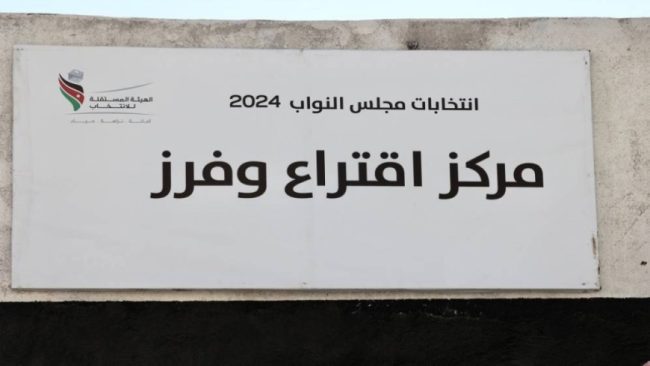 انتخابات مجلس النواب 2024
الهيئة المستقلة
للانتخاب
مركز اقتراع وفرز